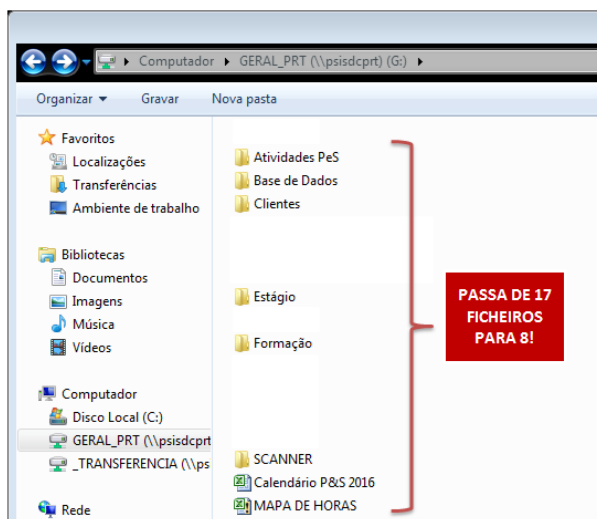 Computador GERAL_PRT (\\psisdcprt) (G:)
Organizar Gravar Nova pasta
Favoritos
Localizações
Transferências
Ambiente de trabalho
Bibliotecas
Documentos
Imagens
Música
Vídeos
Computador
Disco Local (C:)
GERAL_PRT (\\psisdcprt
_TRANSFERENCIA (\\ps
Rede
Atividades PeS
Base de Dados
Clientes
Estágio
Formação
SCANNER
Calendário P&S 2016
MAPA DE HORAS
PASSA DE 17
FICHEIROS
PARA 8!